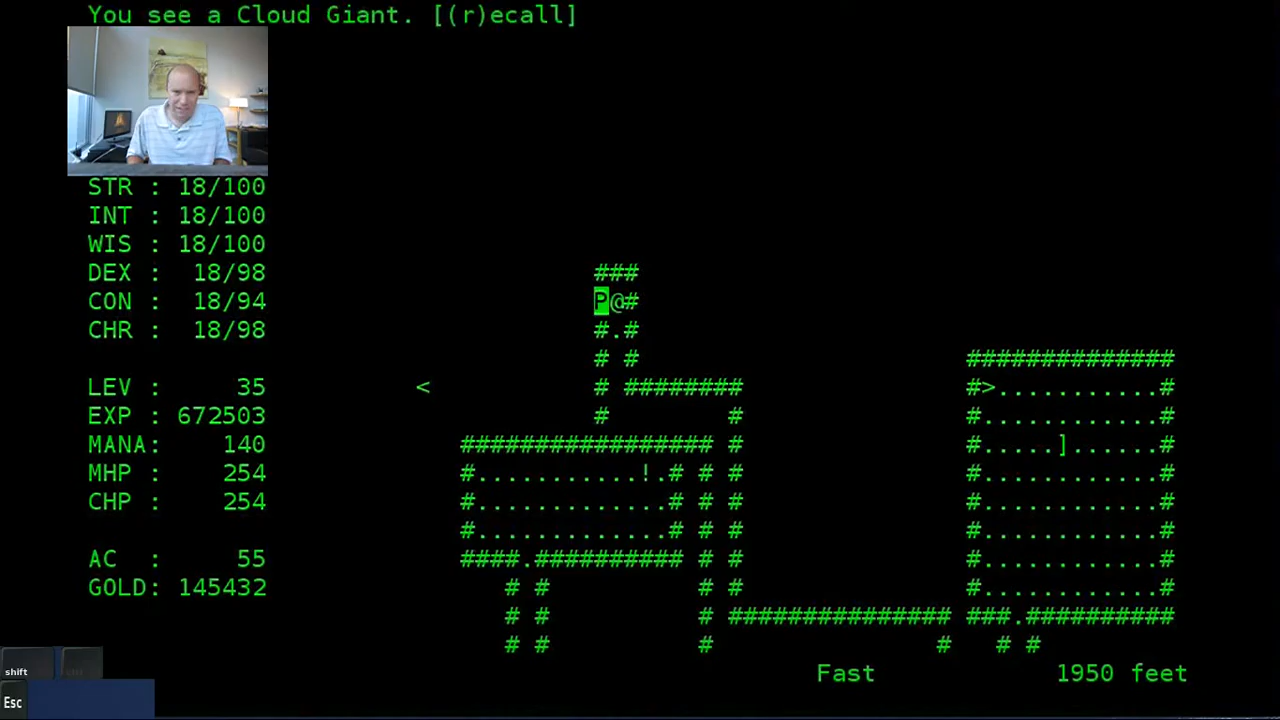 You see a Cloud Giant. [(r)ecall]
STR : 18/100
INT : 18/100
WIS : 18/100
DEX : 18/98
###
CON : 18/94
P@#
CHR : 18/98
#.#
# #
##############
LEV : 35
<
# ########
#>...........#
EXP : 672503
#
#
#............#
MANA: 140
################# #
#.....]......#
MHP : 254
#...........!.# # #
#............#
CHP : 254
#.............# # #
#............#
#.............# # #
#............#
AC : 55
####.########## # #
#............#
GOLD: 145432
# #
# #
#............#
# #
# ############### ###.##########
# #
#
#
# #
shift
Fast
1950 feet
Esc